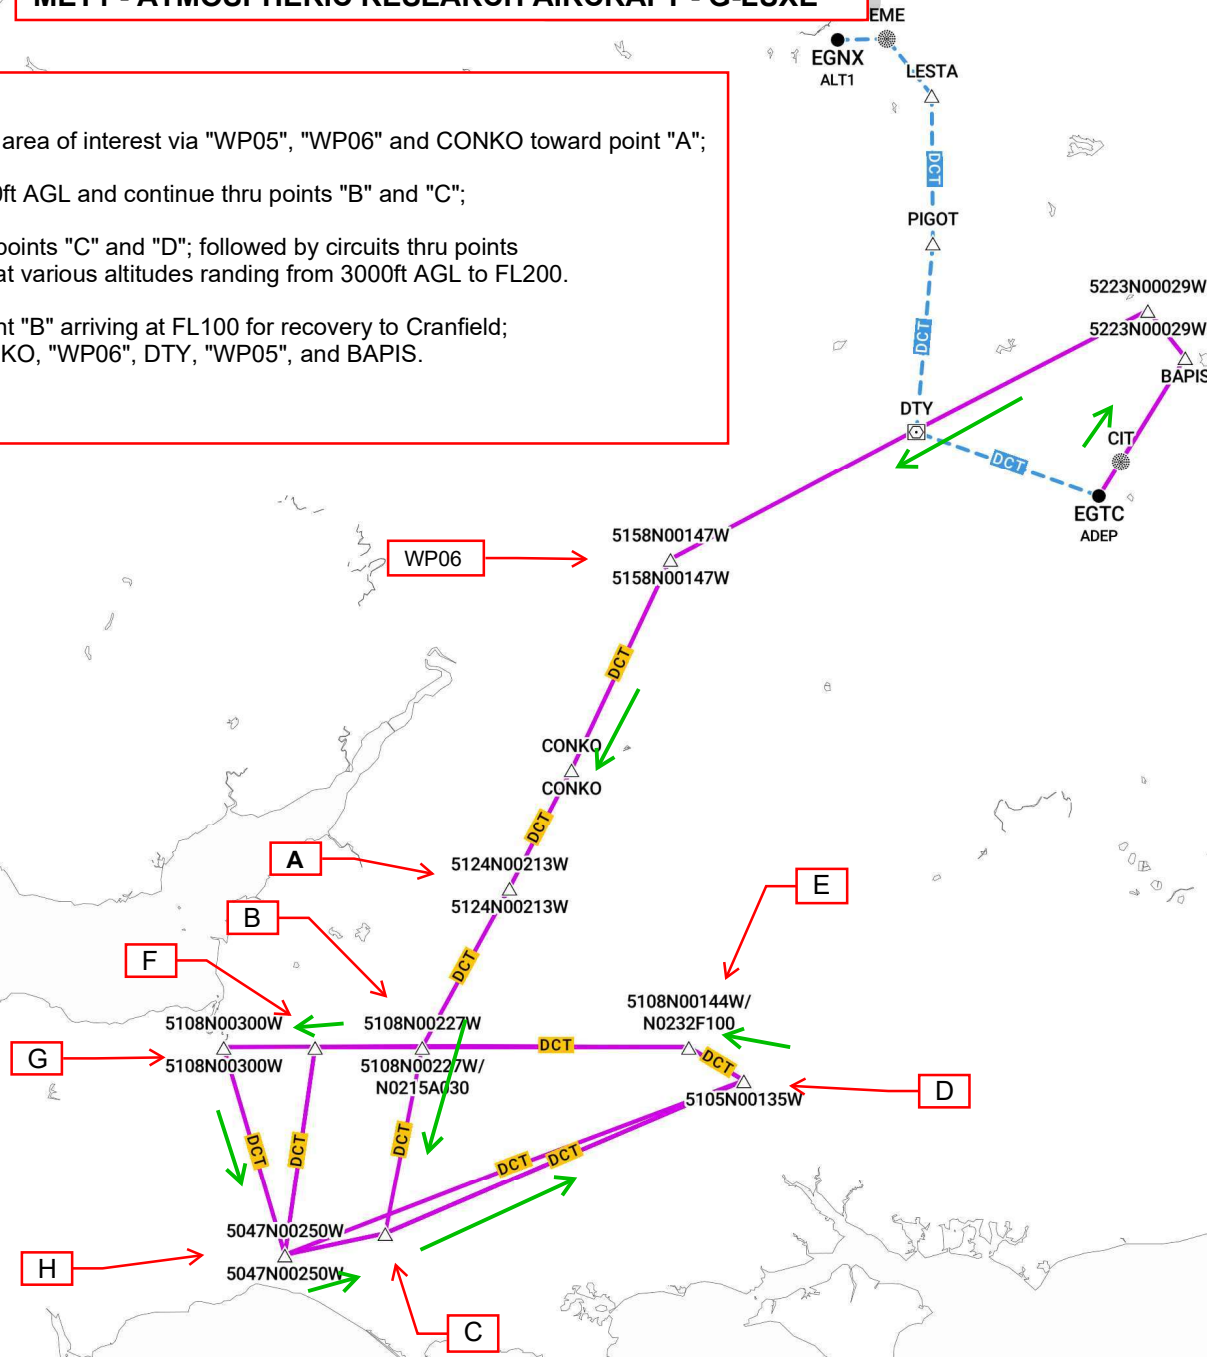 METT - ATMOSPHERIC RESEARCH AIRCRAFT - G-LUXE
EME
EGNX
ALT1
LESTA
area of interest via "WP05", "WP06" and CONKO toward point "A";
ft AGL and continue thru points "B" and "C";
points "C" and "D"; followed by circuits thru points
at various altitudes randing from 3000ft AGL to FL200.
nt "B" arriving at FL100 for recovery to Cranfield;
KO, "WP06", DTY, "WP05", and BAPIS.
DCT
PIGOT
5223N00029W
5223N00029W
DCT
BAPIS
DTY
CIT
DCT
EGTC
ADEP
WP06
5158N00147W
5158N00147W
DCT
CONKO
CONKO
DCT
A
5124N00213W
5124N00213W
B
E
F
DCT
5108N00144W/
N0232F100
5108N00300W
5108N00227W
G
5108N00300W
DCT
5108N00227W/
N0215A030
DCT
D
5105N00135W
DCT
DCT
DCT
DCT
DCT
5047N00250W
H
5047N00250W
C